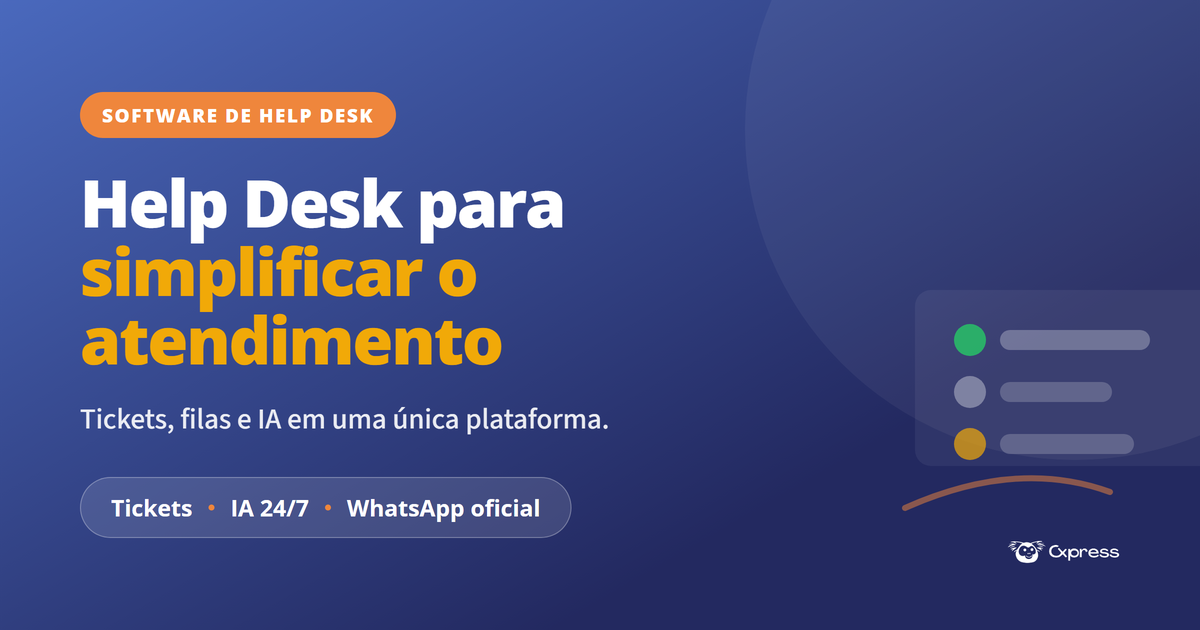 SOFTWARE DE HELP DESK
Help Desk para
simplificar o
atendimento
Tickets, filas e IA em uma única plataforma.
Tickets • IA 24/7 • WhatsApp oficial
Cxpress